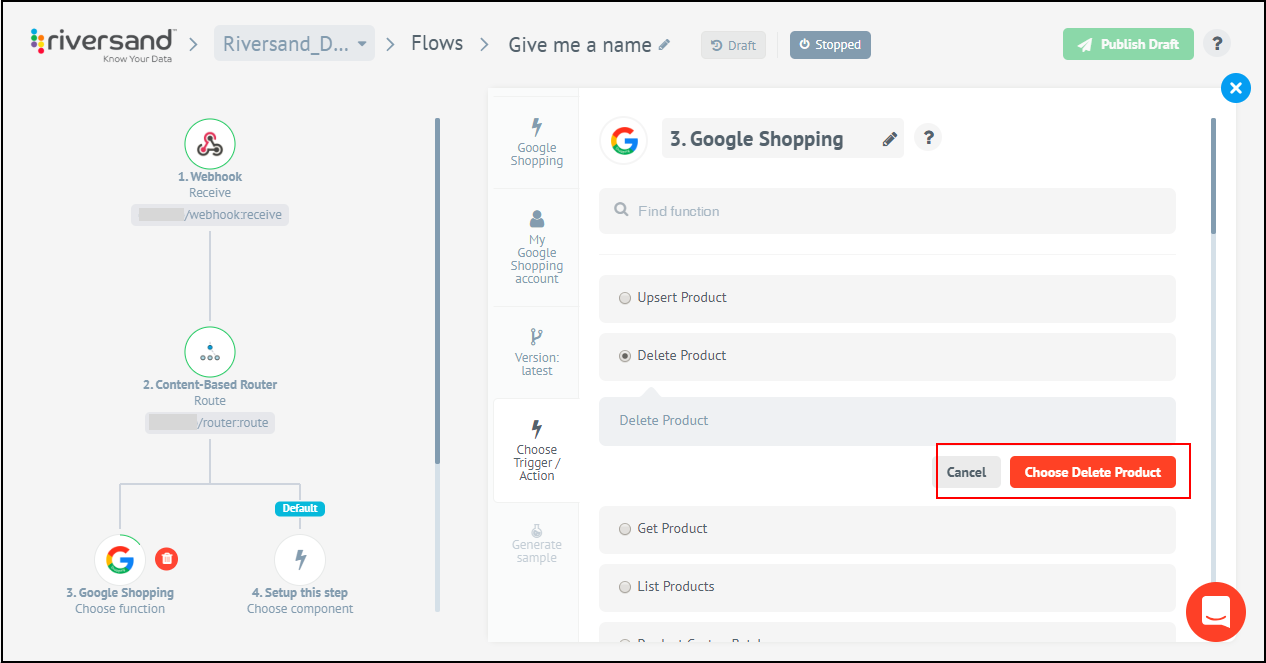 riversand
Know Your Data
Riversand_D...
Flows
Give me a name
Draft
Stopped
Publish Draft
?
1. Webhook
Receive
/webhook:receive
2. Content-Based Router
Route
/router:route
Default
3. Google Shopping
Choose function
4. Setup this step
Choose component
Google
Shopping
My
Google
Shopping
account
Version:
latest
Choose
Trigger /
Action
Generate
sample
3. Google Shopping
?
Find function
Upsert Product
Delete Product
Delete Product
Cancel
Choose Delete Product
Get Product
List Products